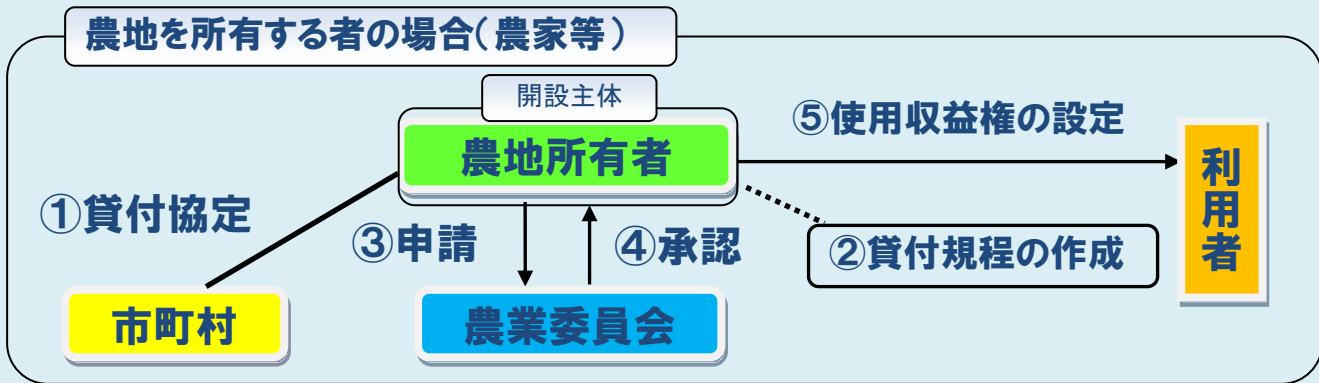 農地を所有する者の場合(農家等)
開設主体
農地所有者
⑤使用収益権の設定
利用者
①貸付協定
③申請
④承認
②貸付規程の作成
市町村
農業委員会